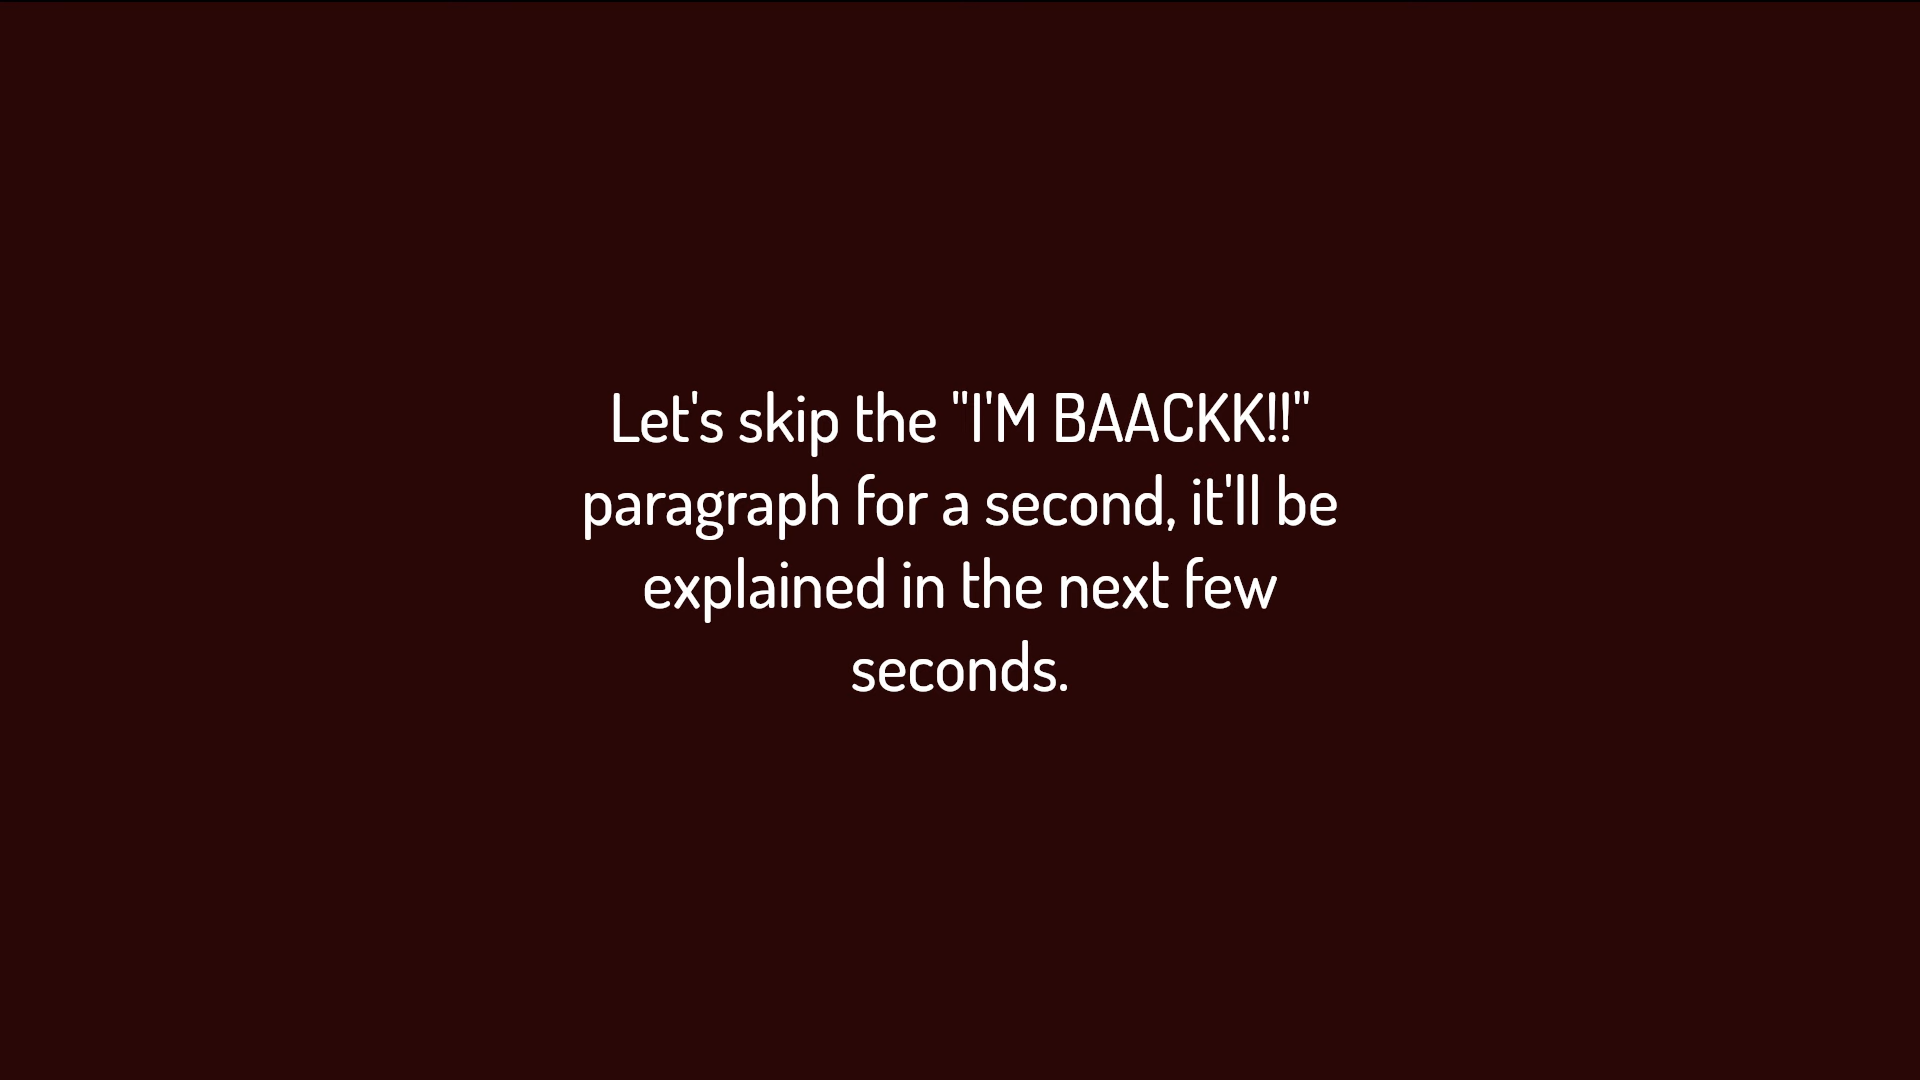 Let's skip the "I'M BAACKK!!"
paragraph for a second, it'll be
explained in the next few
seconds.